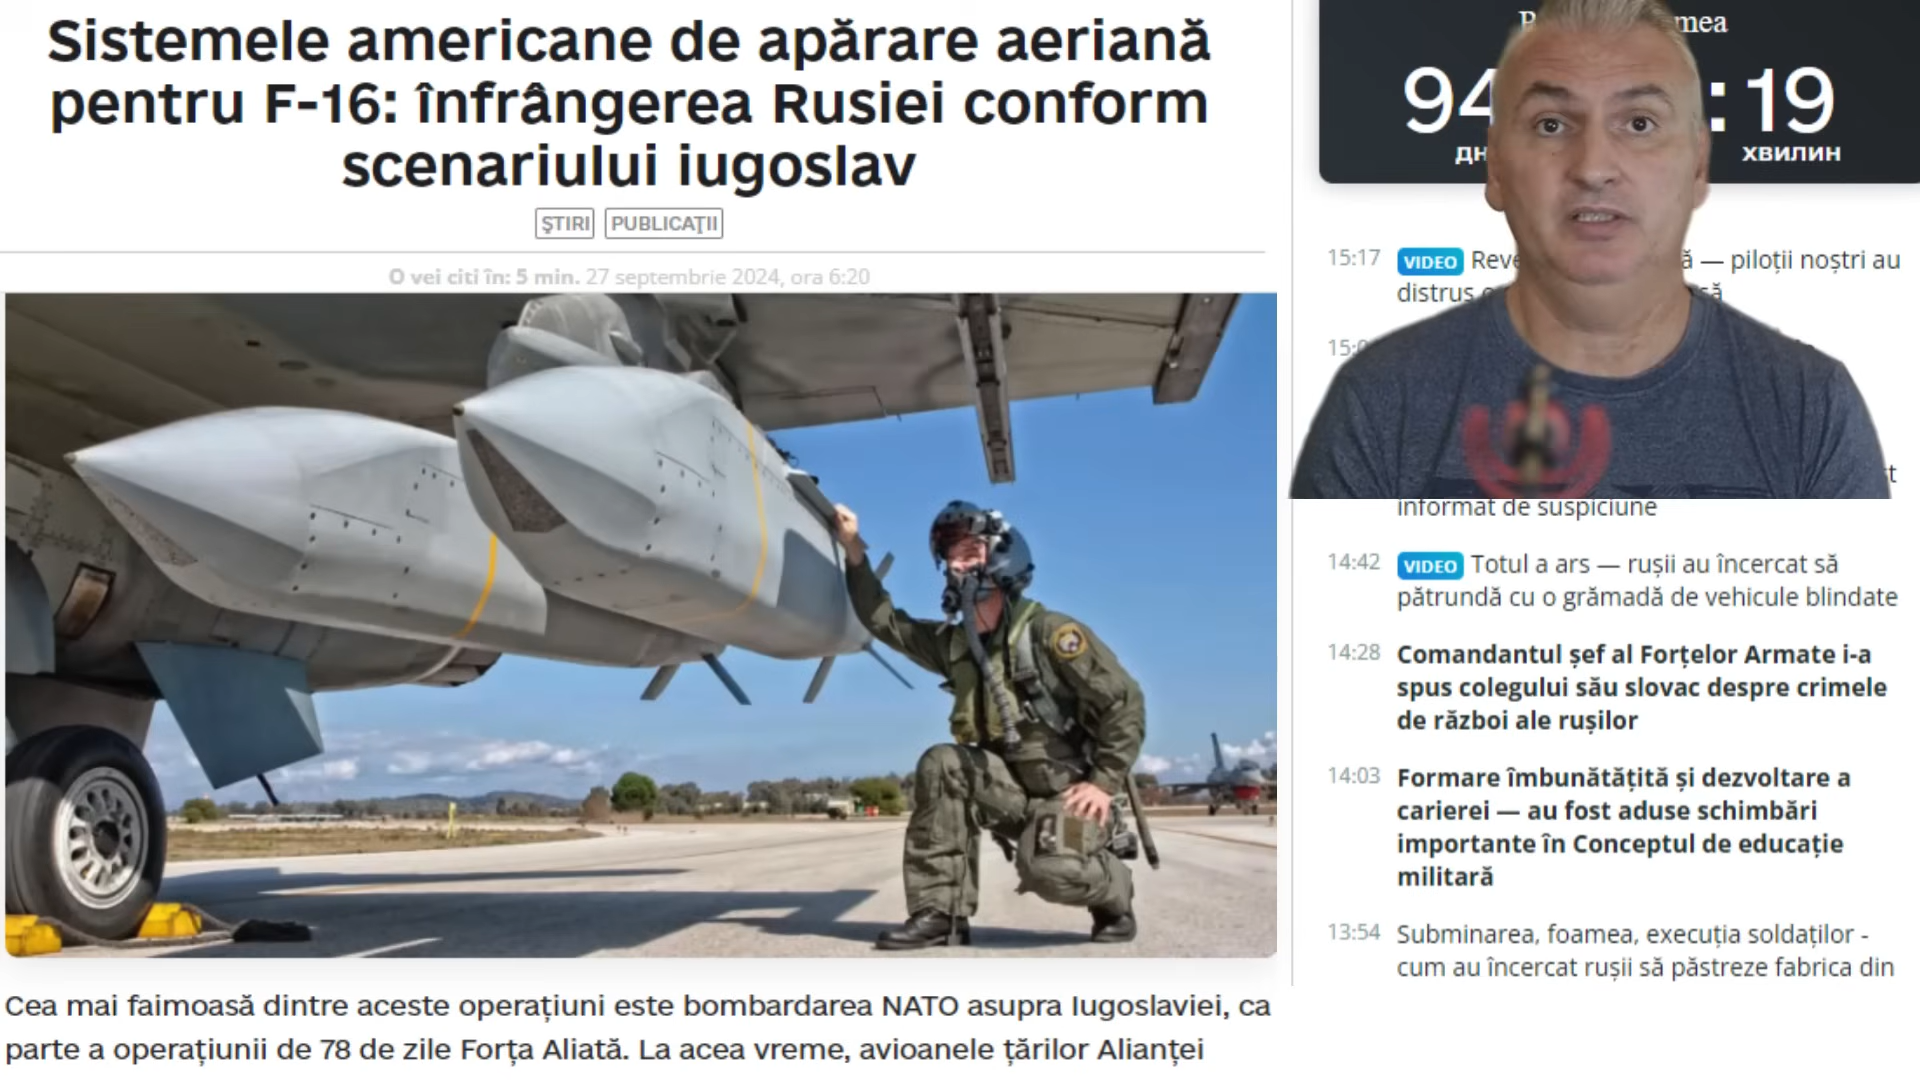 Sistemele americane de apărare aeriană
pentru F-16: înfrângerea Rusiei conform
scenariului iugoslav
ŞTIRI PUBLICAŢII
O vei citi în: 5 min. 27 septembrie 2024, ora 6:20
Cea mai faimoasă dintre aceste operațiuni este bombardarea NATO asupra Iugoslaviei, ca
parte a operațiunii de 78 de zile Forța Aliată. La acea vreme, avioanele țărilor Alianței
94 : 19
хвилин
15:17 VIDEO — piloții noștri au
distrus
informat de suspiciune
14:42 VIDEO Totul a ars — rușii au încercat să
pătrundă cu o grămadă de vehicule blindate
14:28 Comandantul șef al Forțelor Armate i-a
spus colegului său slovac despre crimele
de război ale rușilor
14:03 Formare îmbunătățită și dezvoltare a
carierei — au fost aduse schimbări
importante în Conceptul de educație
militară
13:54 Subminarea, foamea, execuția soldaților -
cum au încercat rușii să păstreze fabrica din